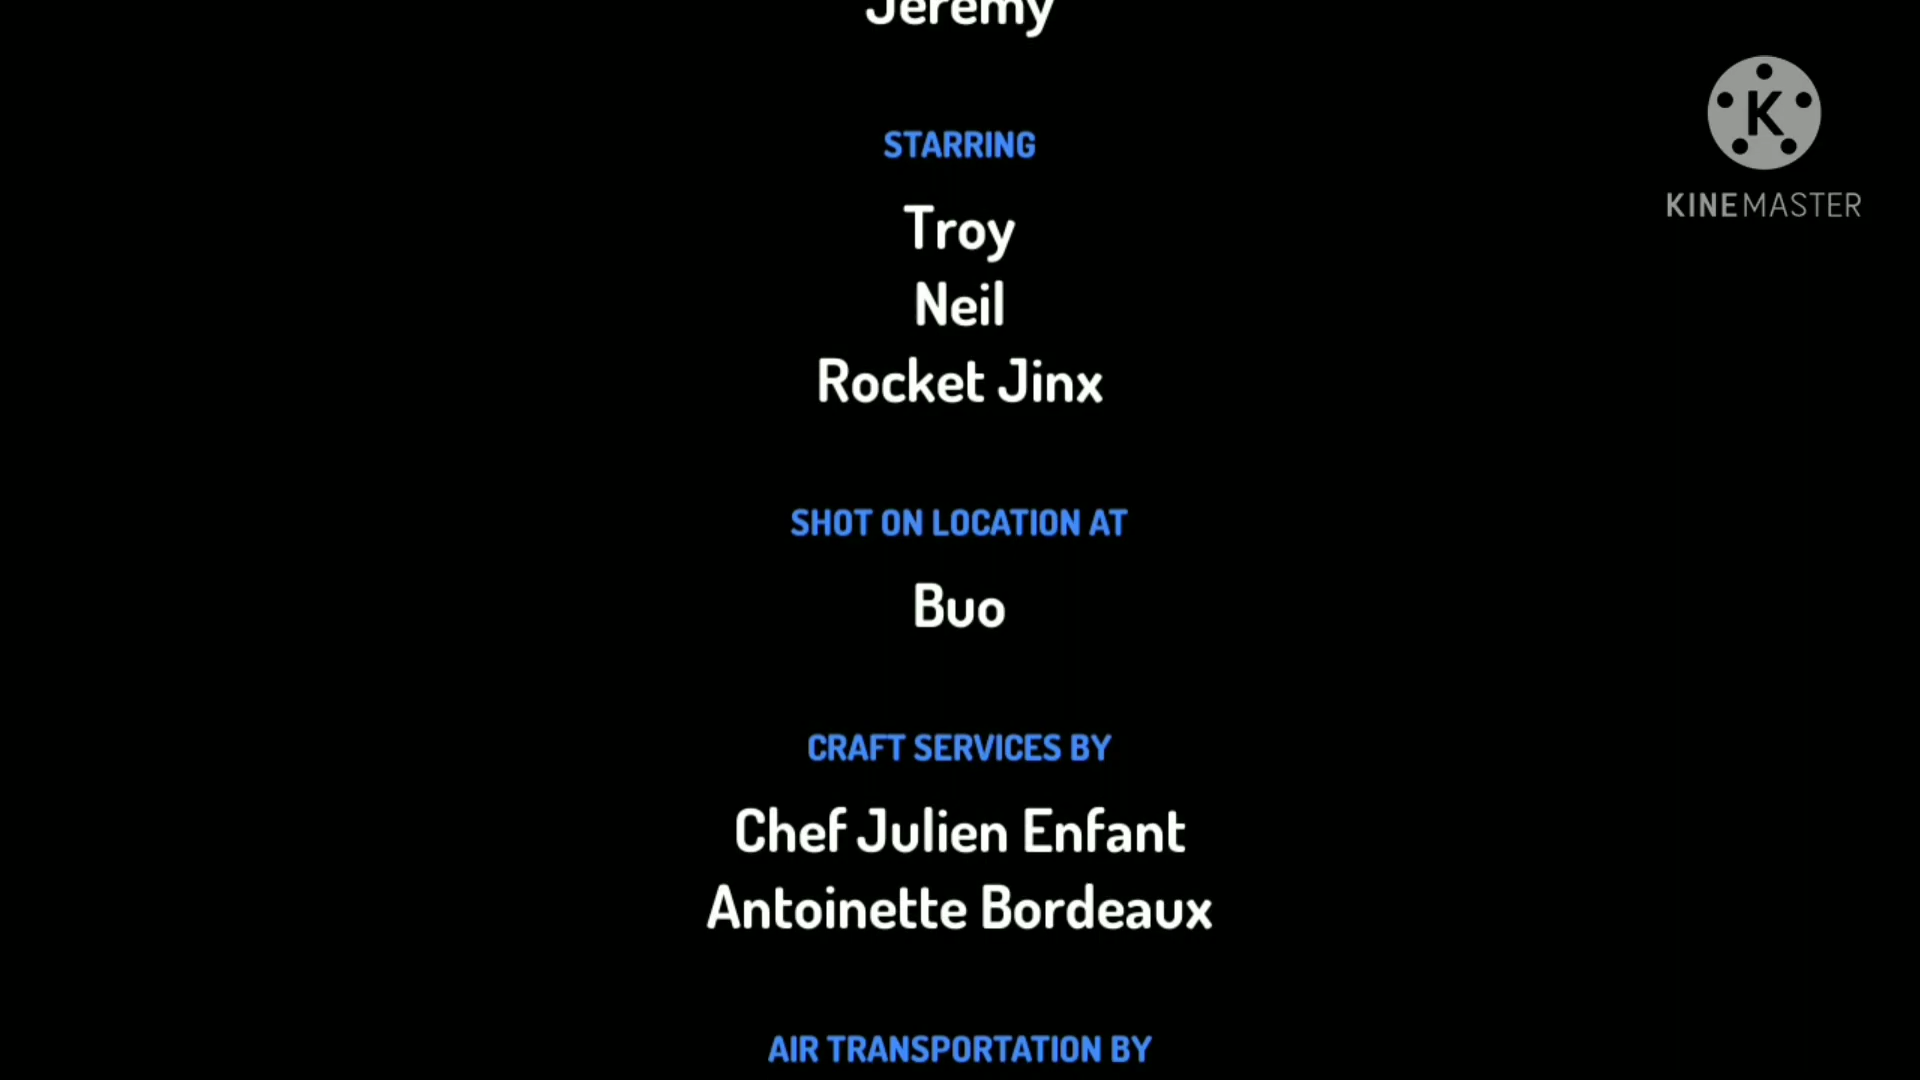 Jeremy
STARRING
Troy
Neil
Rocket Jinx
SHOT ON LOCATION AT
Buo
CRAFT SERVICES BY
Chef Julien Enfant
Antoinette Bordeaux
AIR TRANSPORTATION BY
K
KINEMASTER